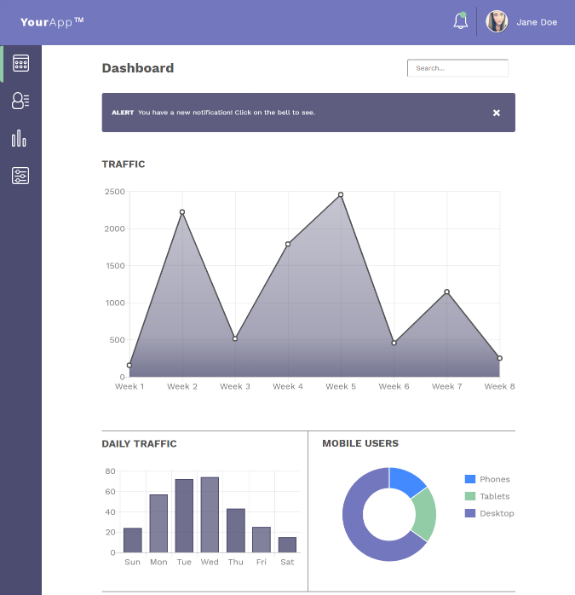 YourApp™
Jane Doe
Dashboard
Search...
ALERT You have a new notification! Click on the bell to see.
×
TRAFFIC
2500
2000
1500
1000
500
0
Week 1 Week 2 Week 3 Week 4 Week 5 Week 6 Week 7 Week 8
DAILY TRAFFIC
80
60
40
20
0
Sun Mon Tue Wed Thu Fri Sat
MOBILE USERS
Phones
Tablets
Desktop